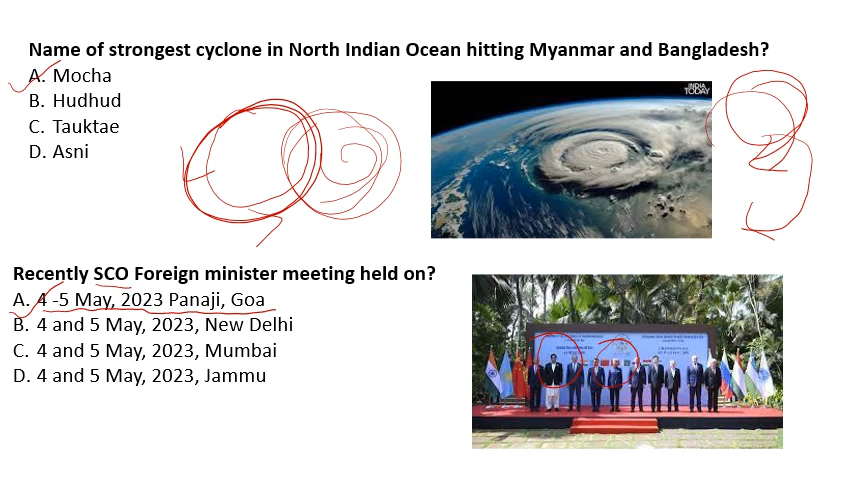 Name of strongest cyclone in North Indian Ocean hitting Myanmar and Bangladesh?
A. Mocha
B. Hudhud
C. Tauktae
D. Asni
INDIA
TODAY
Recently SCO Foreign minister meeting held on?
A. 4 -5 May, 2023 Panaji, Goa
B. 4 and 5 May, 2023, New Delhi
C. 4 and 5 May, 2023, Mumbai
D. 4 and 5 May, 2023, Jammu